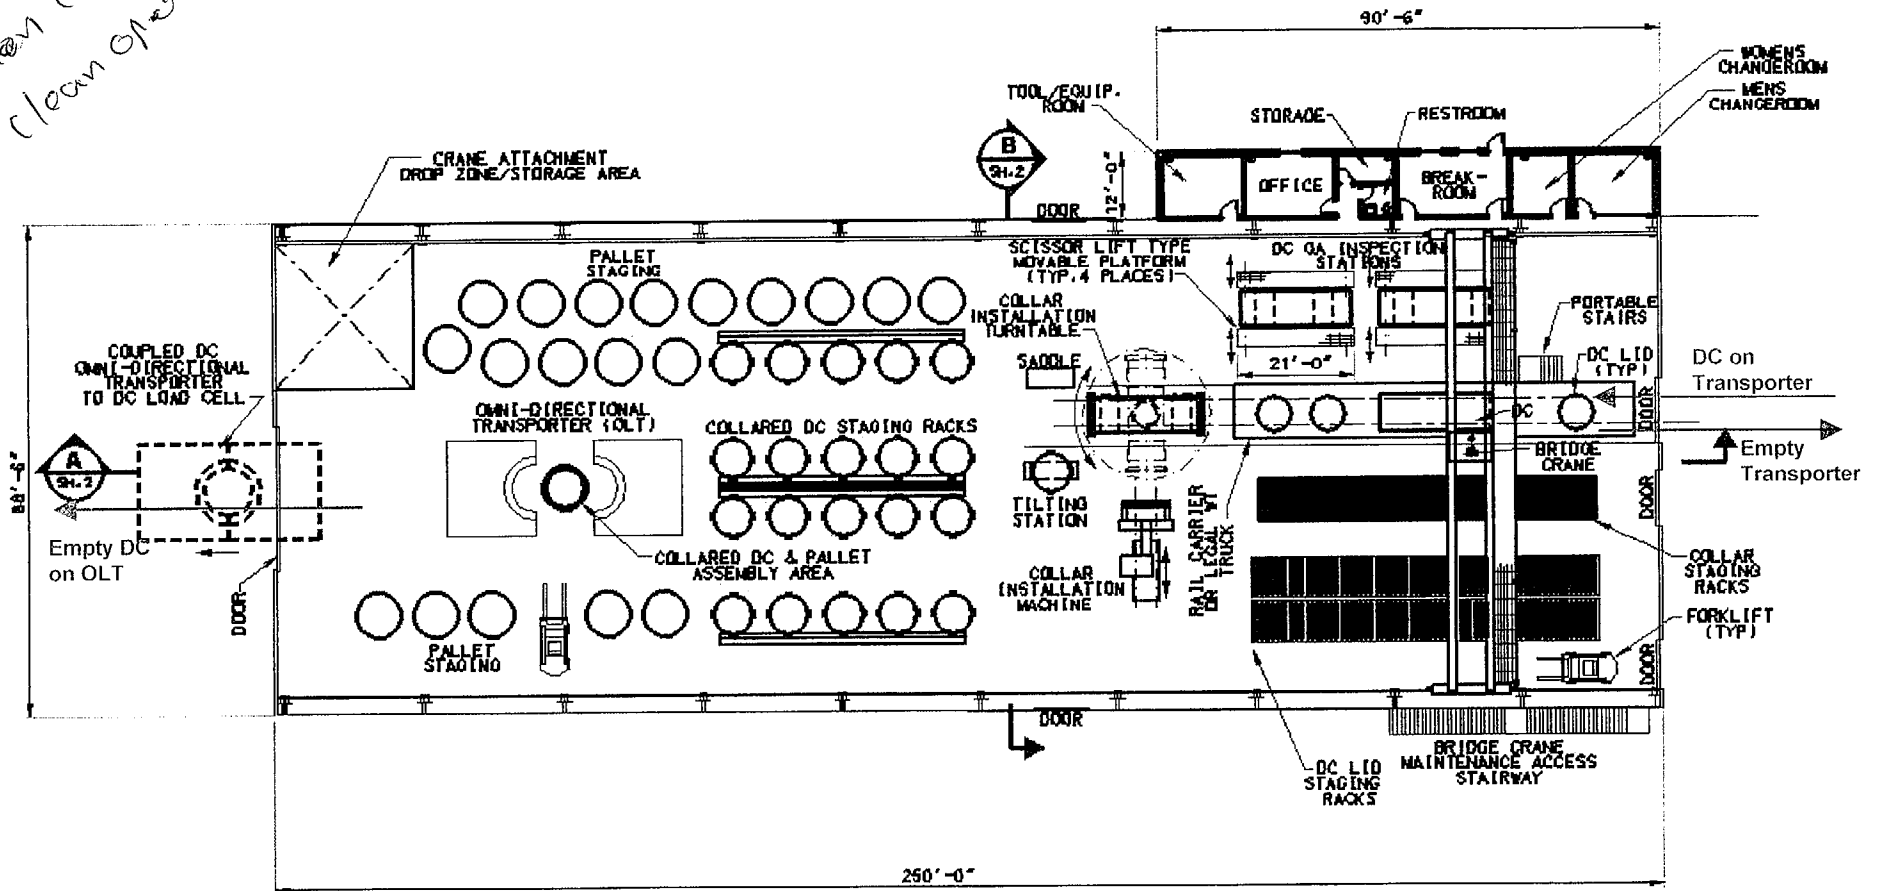 clean
90'-6"
WOMENS
CHANGEROOM
MENS
CHANGEROOM
TOOL/EQUIP.
ROOM
STORAGE
RESTROOM
B
SH.2
CRANE ATTACHMENT
DROP ZONE/STORAGE AREA
12'-0"
OFFICE
BREAK-
ROOM
DOOR
PALLET
STAGING
SCISSOR LIFT TYPE
MOVABLE PLATFORM
(TYP.4 PLACES)
DC QA INSPECTION
STATIONS
COLLAR
INSTALLATION
TURNTABLE
PORTABLE
STAIRS
COUPLED DC
OMNI-DIRECTIONAL
TRANSPORTER
TO DC LOAD CELL
SADDLE
21'-0"
DC LID
(TYP)
DC on
Transporter
OMNI-DIRECTIONAL
TRANSPORTER (OLT)
COLLARED DC STAGING RACKS
DC
DOOR
A
SH.2
88'-6"
BRIDGE
CRANE
Empty
Transporter
TILTING
STATION
RAIL CARRIER
OR LEGAL WT
TRUCK
DOOR
Empty DC
on OLT
COLLARED DC & PALLET
ASSEMBLY AREA
COLLAR
INSTALLATION
MACHINE
COLLAR
STAGING
RACKS
DOOR
FORKLIFT
(TYP)
PALLET
STAGING
DOOR
DOOR
BRIDGE CRANE
MAINTENANCE ACCESS
STAIRWAY
DC LID
STAGING
RACKS
250'-0"